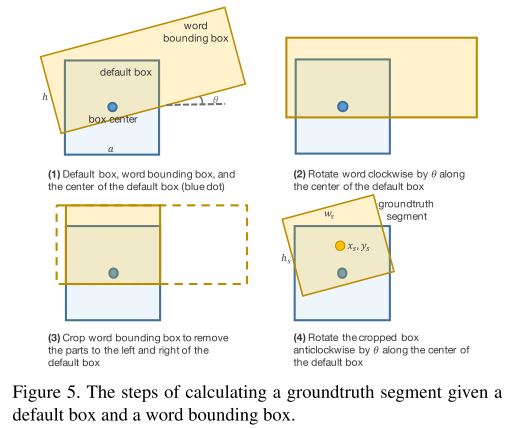 word
bounding box
default box
h
θ
box center
a
(1) Default box, word bounding box, and
the center of the default box (blue dot)
(2) Rotate word clockwise by θ along
the center of the default box
groundtruth
segment
w_s
x_s, y_s
h_s
(3) Crop word bounding box to remove
the parts to the left and right of the
default box
(4) Rotate the cropped box
anticlockwise by θ along the center of
the default box
Figure 5. The steps of calculating a groundtruth segment given a
default box and a word bounding box.